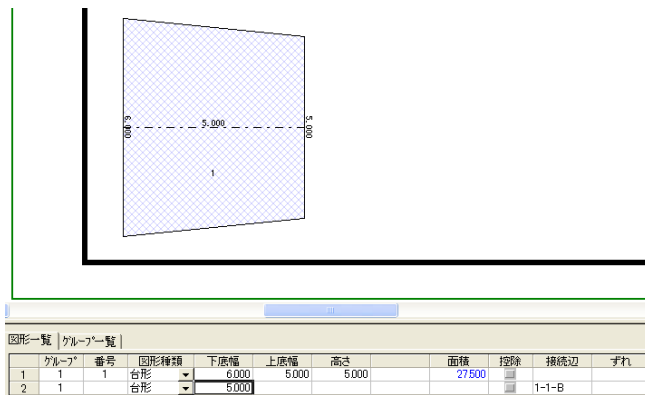 5.000
6.000
5.000
1
図形一覧 グループ一覧
グループ 番号 図形種類 下底幅 上底幅 高さ 面積 控除 接続辺 ずれ
1 1 1 台形 6.000 5.000 5.000 27.500
2 1 台形 5.000 1-1-B